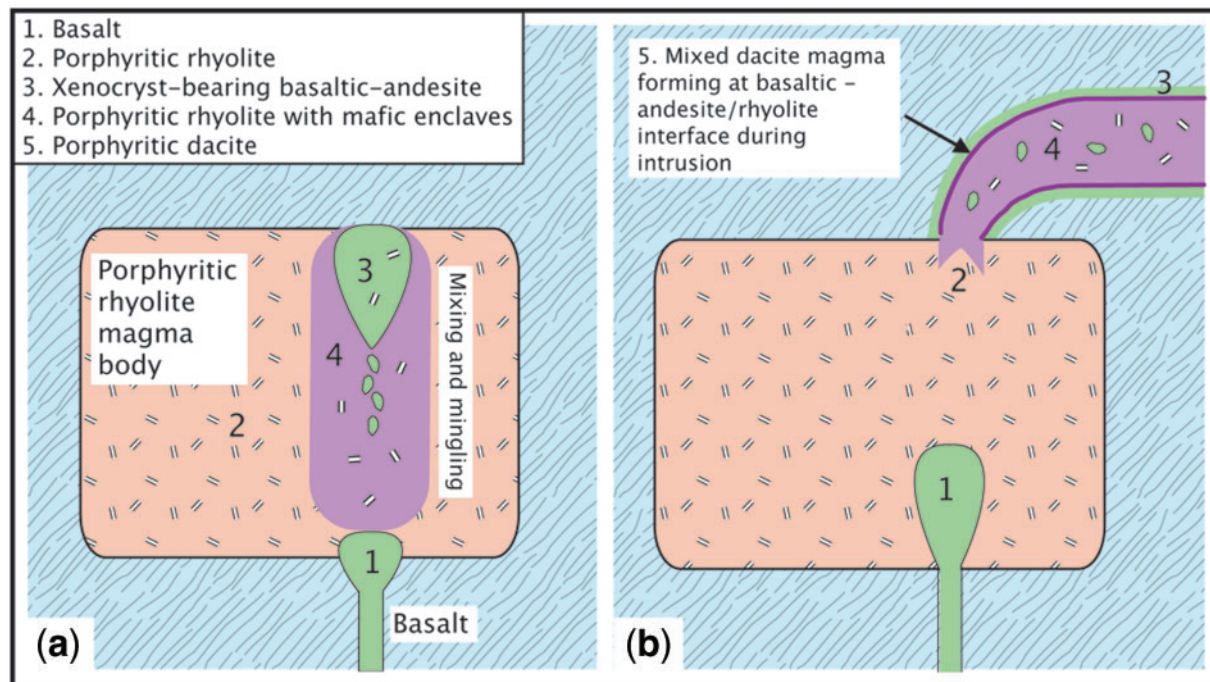 1. Basalt
2. Porphyritic rhyolite
3. Xenocryst-bearing basaltic-andesite
4. Porphyritic rhyolite with mafic enclaves
5. Porphyritic dacite
Porphyritic
rhyolite
magma
body
2
3
4
Mixing and mingling
1
Basalt
(a)
5. Mixed dacite magma
forming at basaltic -
andesite/rhyolite
interface during
intrusion
3
4
2
1
(b)